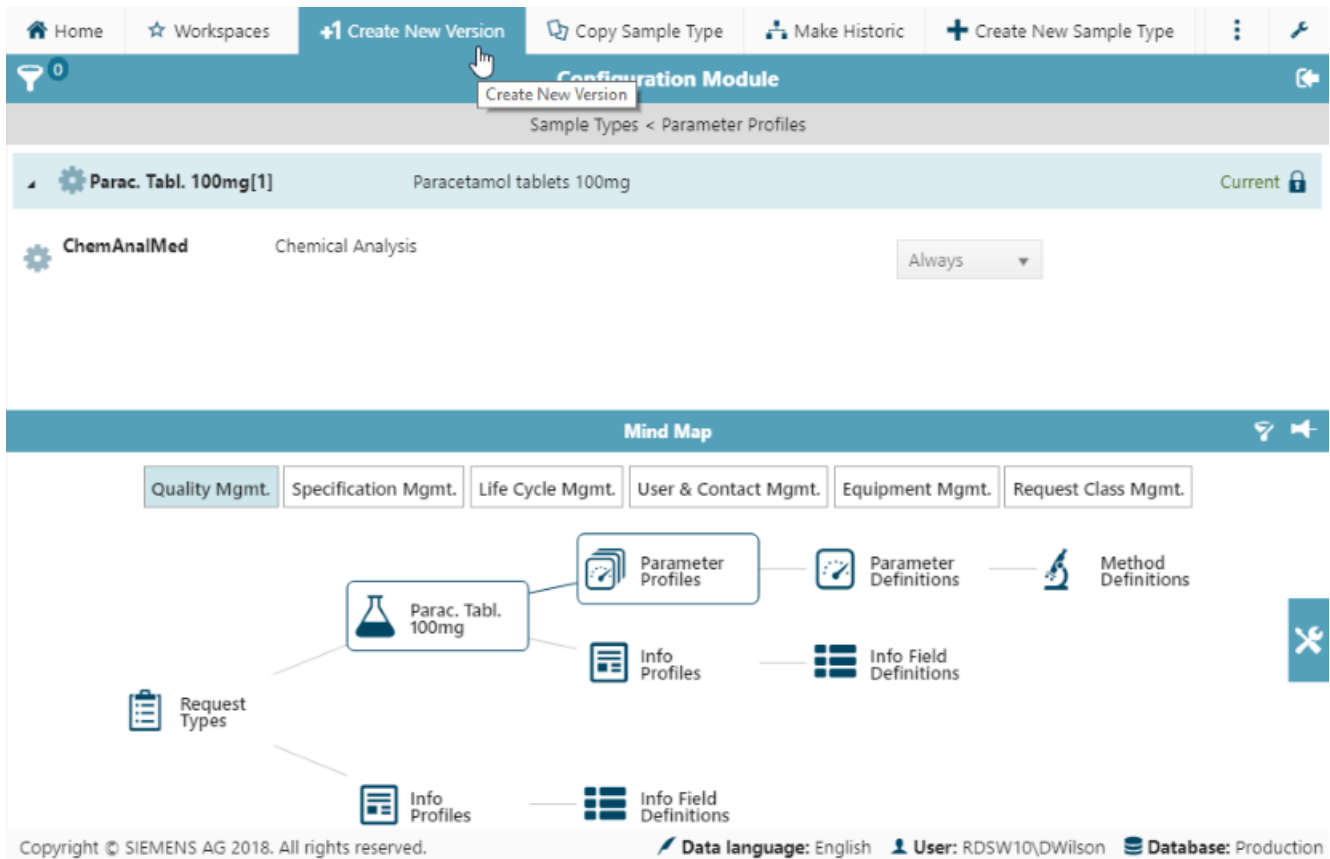 Home
Workspaces
+1 Create New Version
Copy Sample Type
Make Historic
Create New Sample Type
0
Configuration Module
Create New Version
Sample Types < Parameter Profiles
Parac. Tabl. 100mg[1]
Paracetamol tablets 100mg
Current
ChemAnalMed
Chemical Analysis
Always
Mind Map
Quality Mgmt.
Specification Mgmt.
Life Cycle Mgmt.
User & Contact Mgmt.
Equipment Mgmt.
Request Class Mgmt.
Parameter
Profiles
Parameter
Definitions
Method
Definitions
Parac. Tabl.
100mg
Info
Profiles
Info Field
Definitions
Request
Types
Info
Profiles
Info Field
Definitions
Copyright © SIEMENS AG 2018. All rights reserved.
Data language: English
User: RDSW10\DWilson
Database: Production